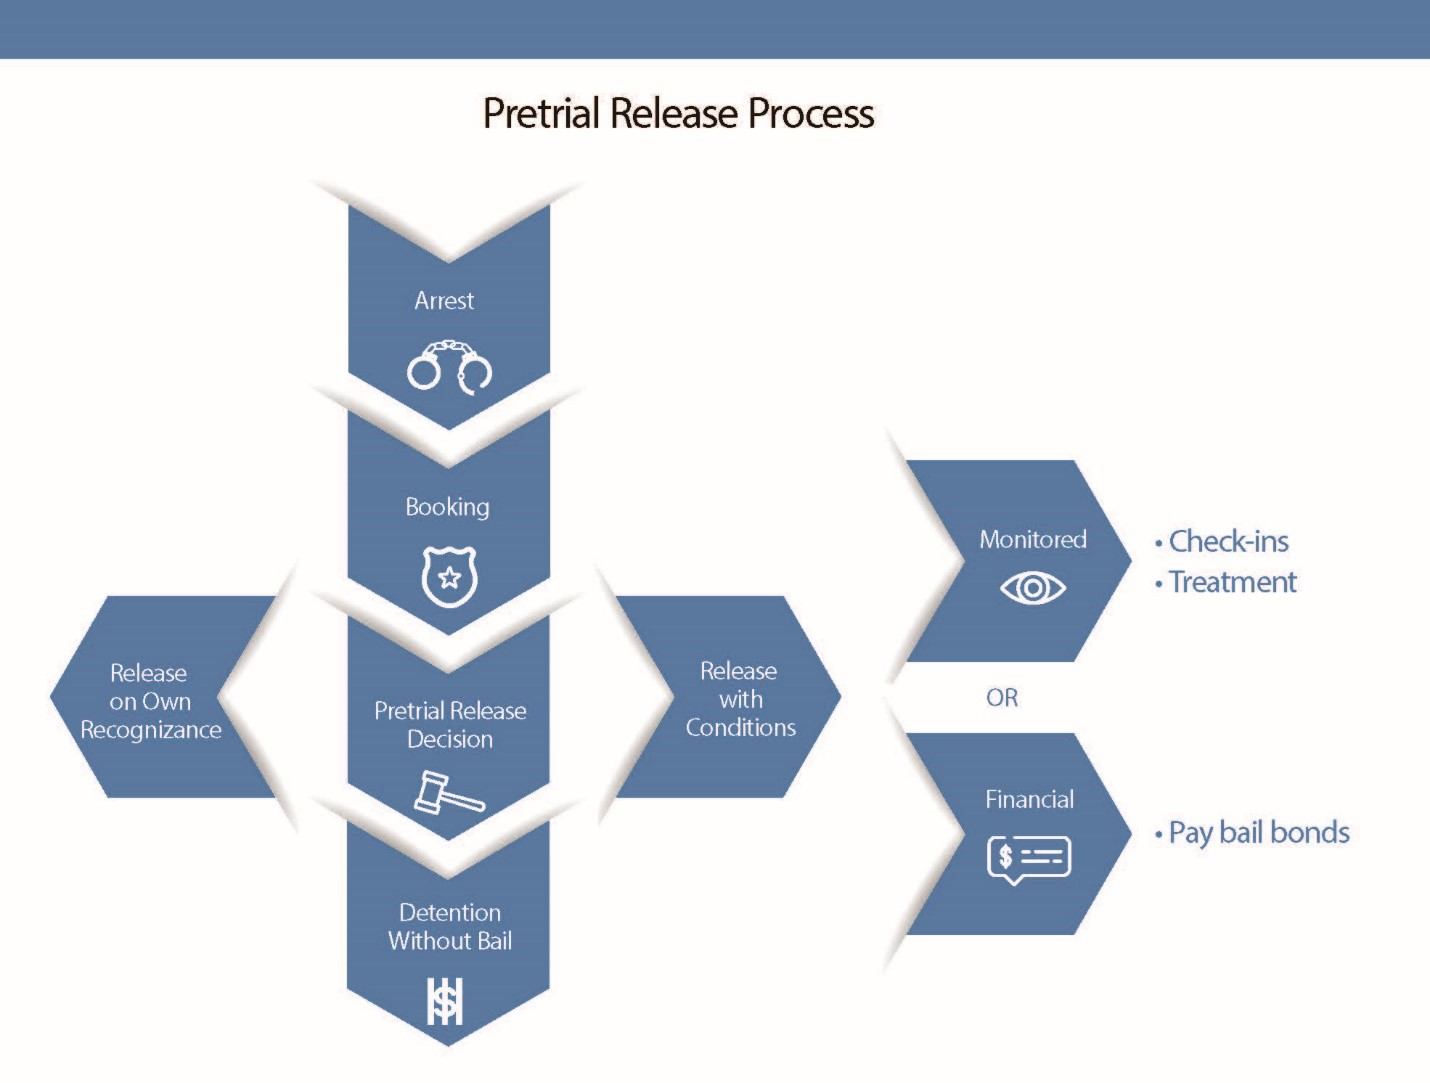 Pretrial Release Process
Arrest
Booking
Pretrial Release
Decision
Detention
Without Bail
Release
on Own
Recognizance
Release
with
Conditions
Monitored
• Check-ins
• Treatment
OR
Financial
$
• Pay bail bonds
$